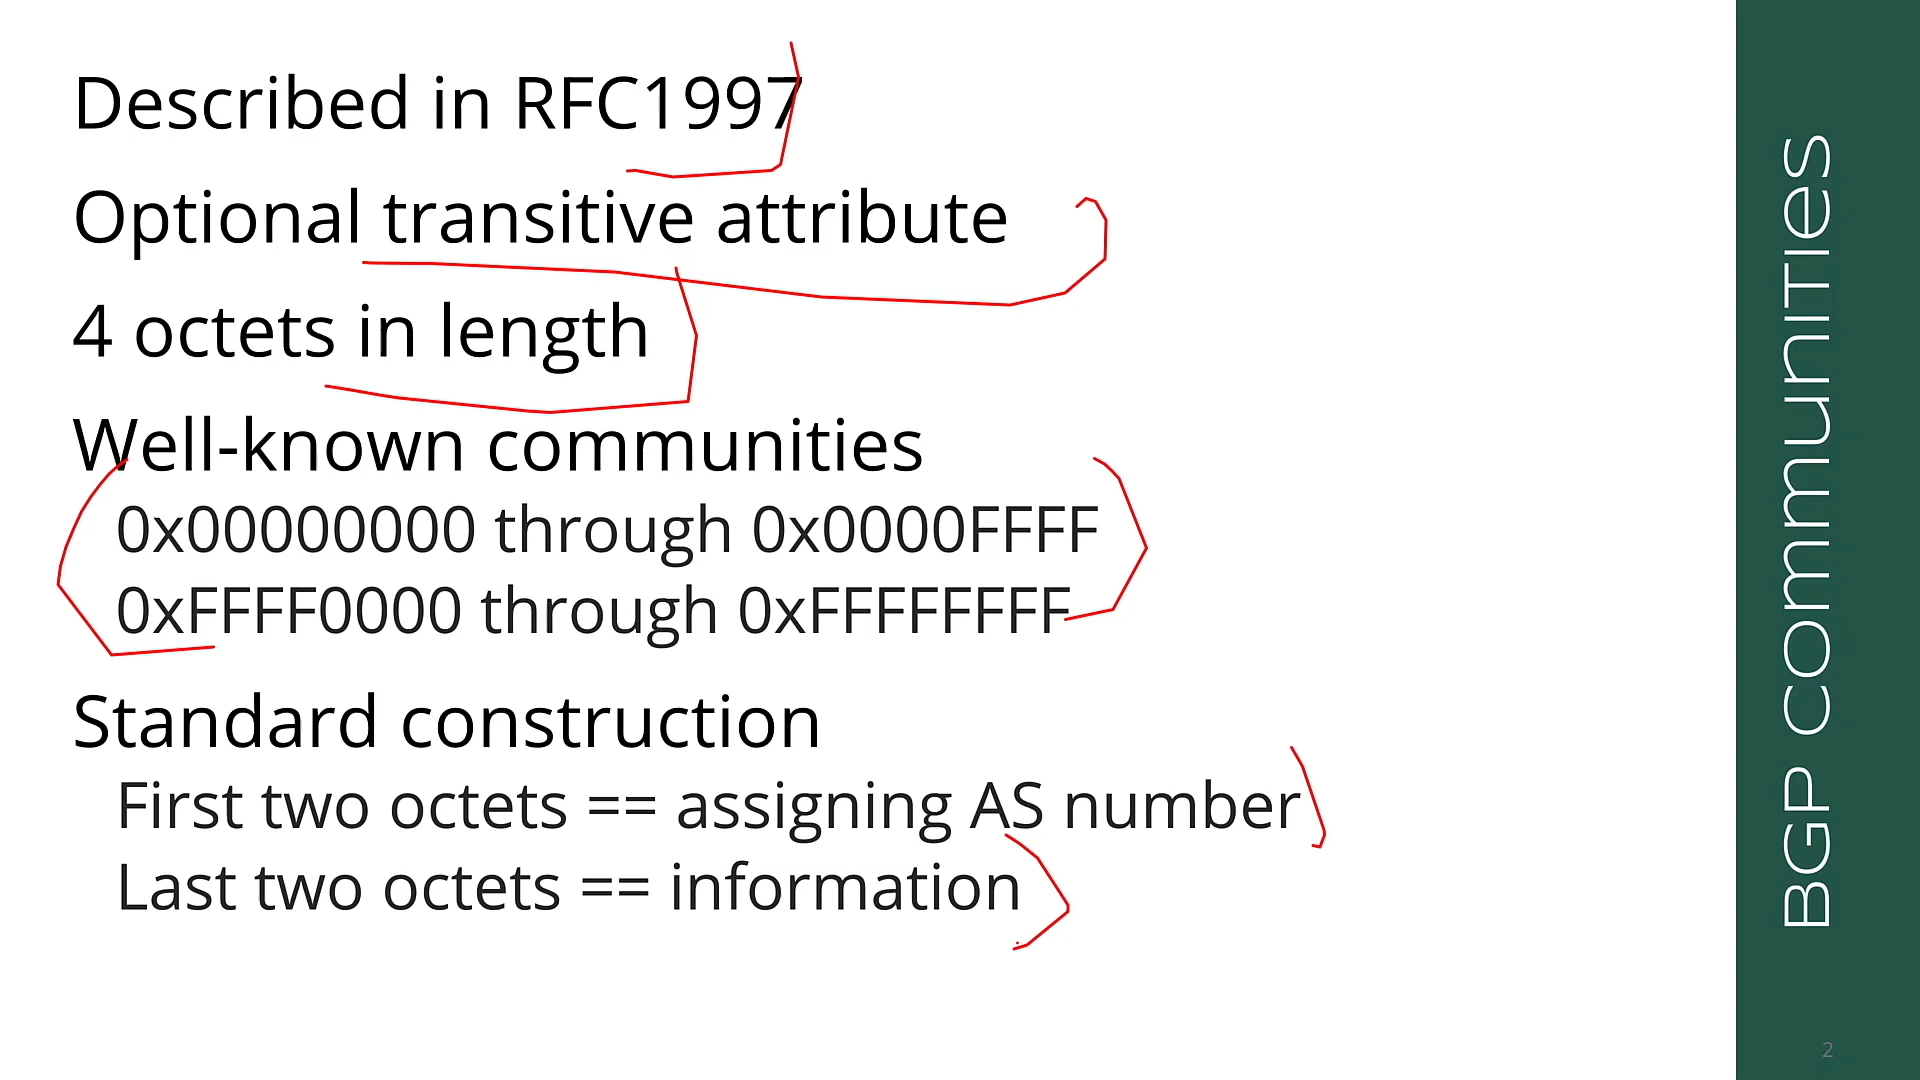 Described in RFC1997
Optional transitive attribute
4 octets in length
Well-known communities
0x00000000 through 0x0000FFFF
0xFFFF0000 through 0xFFFFFFFF
Standard construction
First two octets == assigning AS number
Last two octets == information
BGP Communities
2